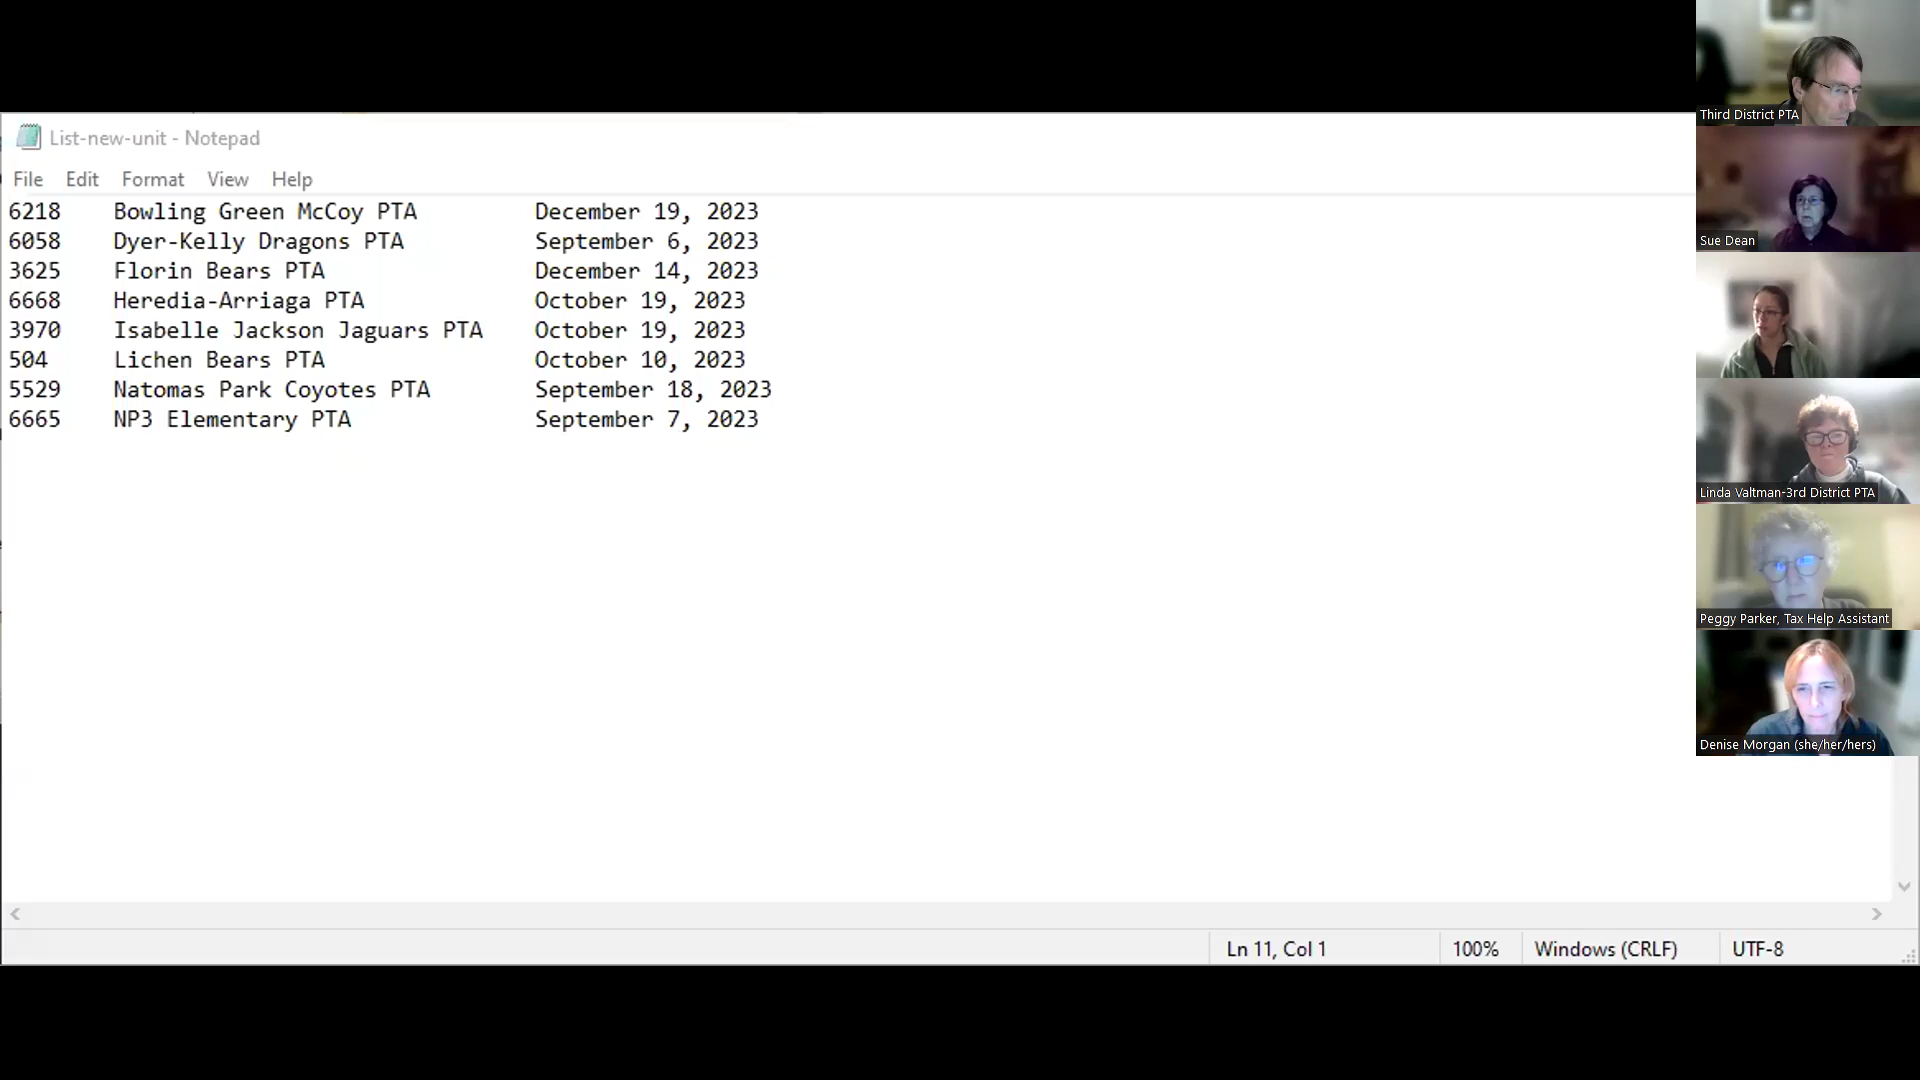 List-new-unit - Notepad
File Edit Format View Help
6218 Bowling Green McCoy PTA December 19, 2023
6058 Dyer-Kelly Dragons PTA September 6, 2023
3625 Florin Bears PTA December 14, 2023
6668 Heredia-Arriaga PTA October 19, 2023
3970 Isabelle Jackson Jaguars PTA October 19, 2023
504 Lichen Bears PTA October 10, 2023
5529 Natomas Park Coyotes PTA September 18, 2023
6665 NP3 Elementary PTA September 7, 2023
Ln 11, Col 1 100% Windows (CRLF) UTF-8
Third District PTA
Sue Dean
Linda Valtman-3rd District PTA
Peggy Parker, Tax Help Assistant
Denise Morgan (she/her/hers)